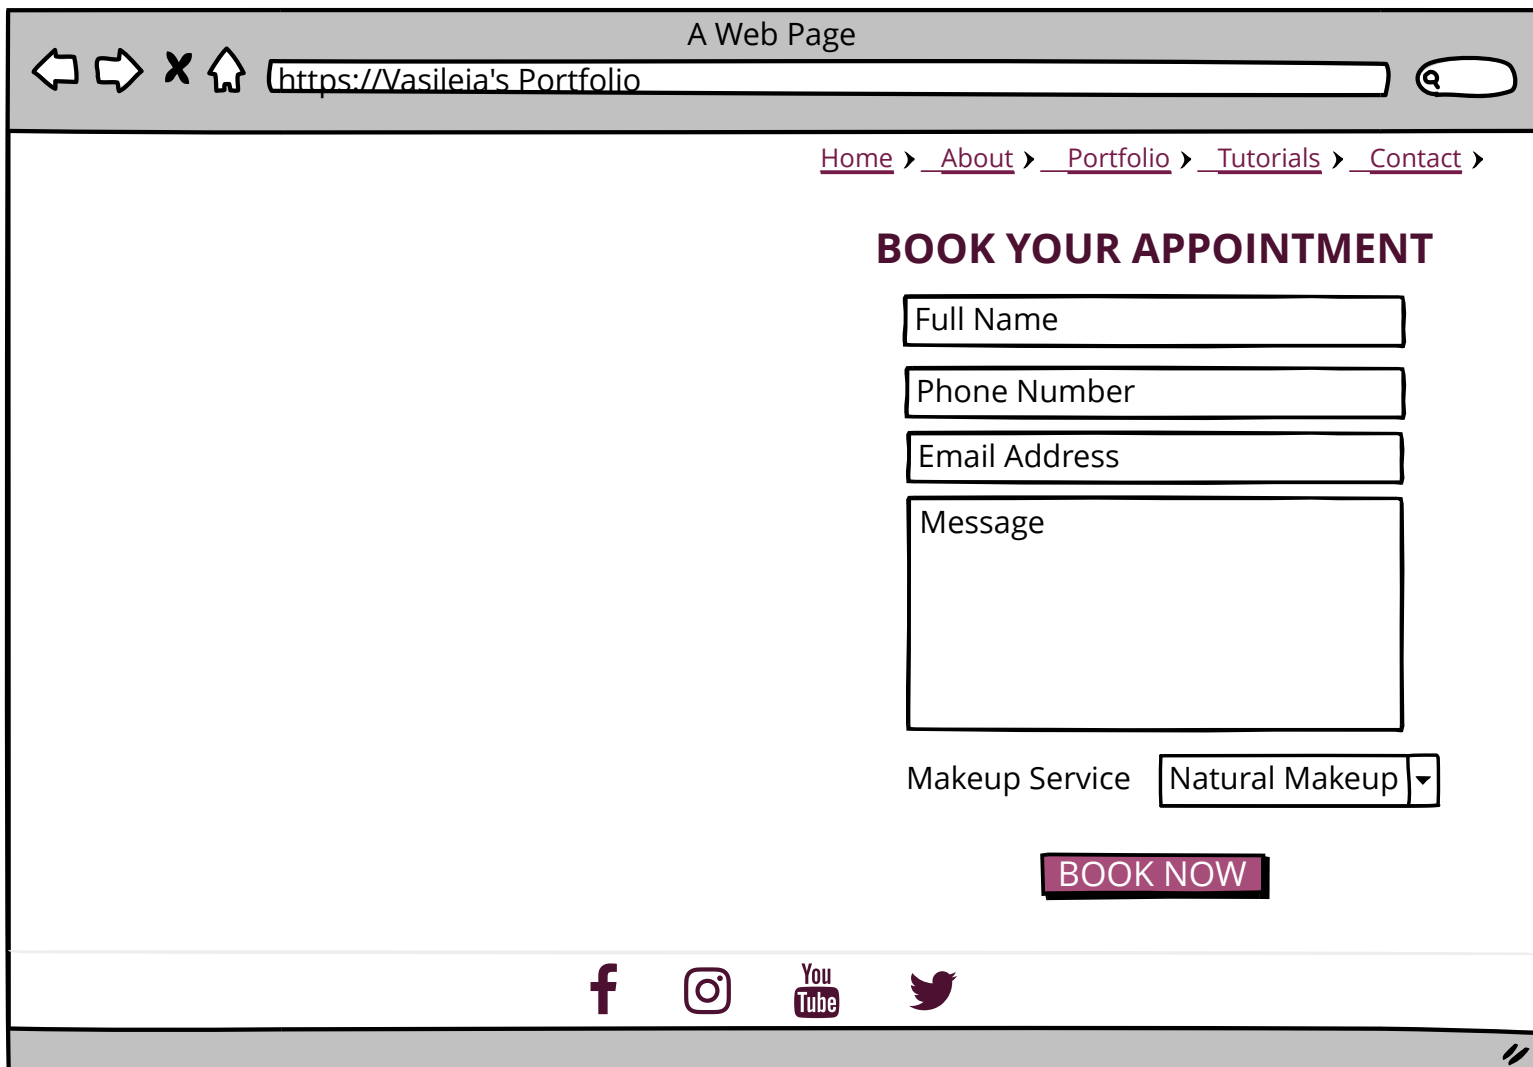 A Web Page
https://Vasileia's Portfolio
Home About Portfolio Tutorials Contact
BOOK YOUR APPOINTMENT
Full Name
Phone Number
Email Address
Message
Makeup Service Natural Makeup
BOOK NOW
You
Tube